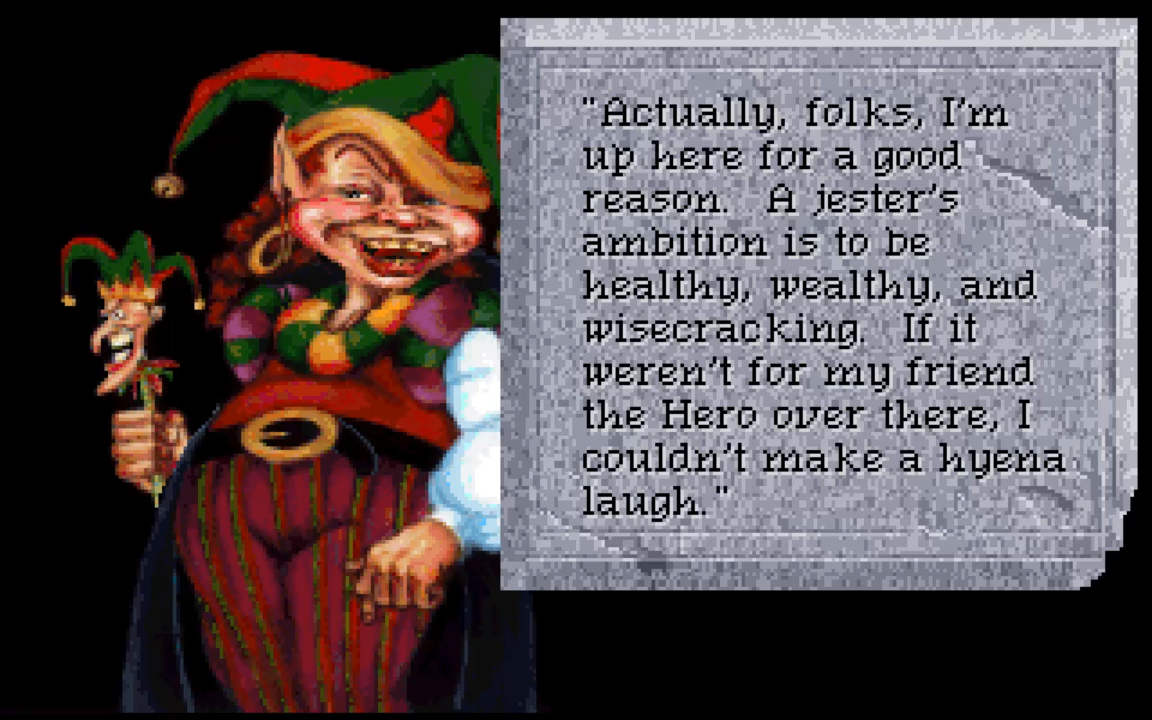 "Actually, folks, I'm
up here for a good
reason.  A jester's
ambition is to be
healthy, wealthy, and
wisecracking.  If it
weren't for my friend
the Hero over there, I
couldn't make a hyena
laugh."